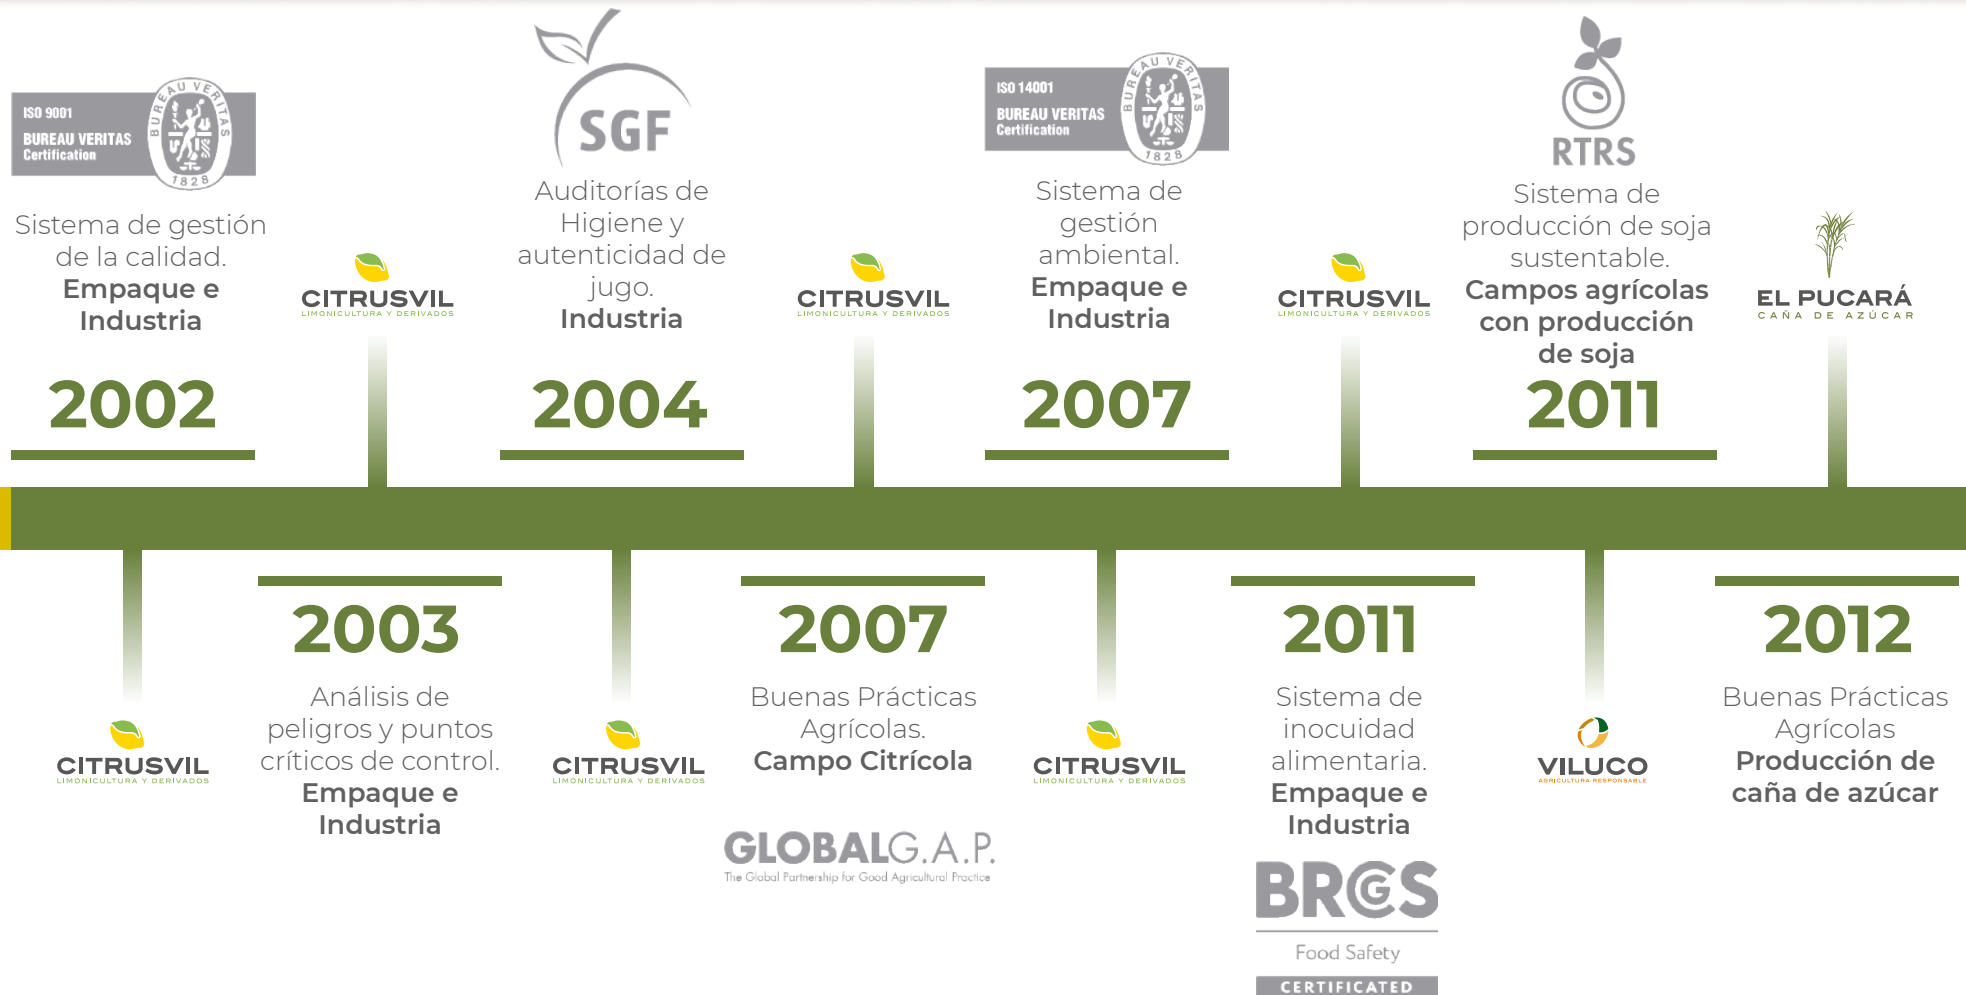 ISO 9001
BUREAU VERITAS
Certification
BUREAU VERITAS
1828
Sistema de gestión
de la calidad.
Empaque e
Industria
2002
CITRUSVIL
LIMONICULTURA Y DERIVADOS
CITRUSVIL
LIMONICULTURA Y DERIVADOS
2003
Análisis de
peligros y puntos
críticos de control.
Empaque e
Industria
SGF
Auditorías de
Higiene y
autenticidad de
jugo.
Industria
2004
CITRUSVIL
LIMONICULTURA Y DERIVADOS
CITRUSVIL
LIMONICULTURA Y DERIVADOS
2007
Buenas Prácticas
Agrícolas.
Campo Citrícola
GLOBALG.A.P.
The Global Partnership for Good Agricultural Practice
ISO 14001
BUREAU VERITAS
Certification
BUREAU VERITAS
1828
Sistema de
gestión
ambiental.
Empaque e
Industria
2007
CITRUSVIL
LIMONICULTURA Y DERIVADOS
CITRUSVIL
LIMONICULTURA Y DERIVADOS
2011
Sistema de
inocuidad
alimentaria.
Empaque e
Industria
BRCGS
Food Safety
CERTIFICATED
RTRS
Sistema de
producción de soja
sustentable.
Campos agrícolas
con producción
de soja
2011
VILUCO
AGRICULTURA RESPONSABLE
EL PUCARÁ
CAÑA DE AZÚCAR
2012
Buenas Prácticas
Agrícolas
Producción de
caña de azúcar